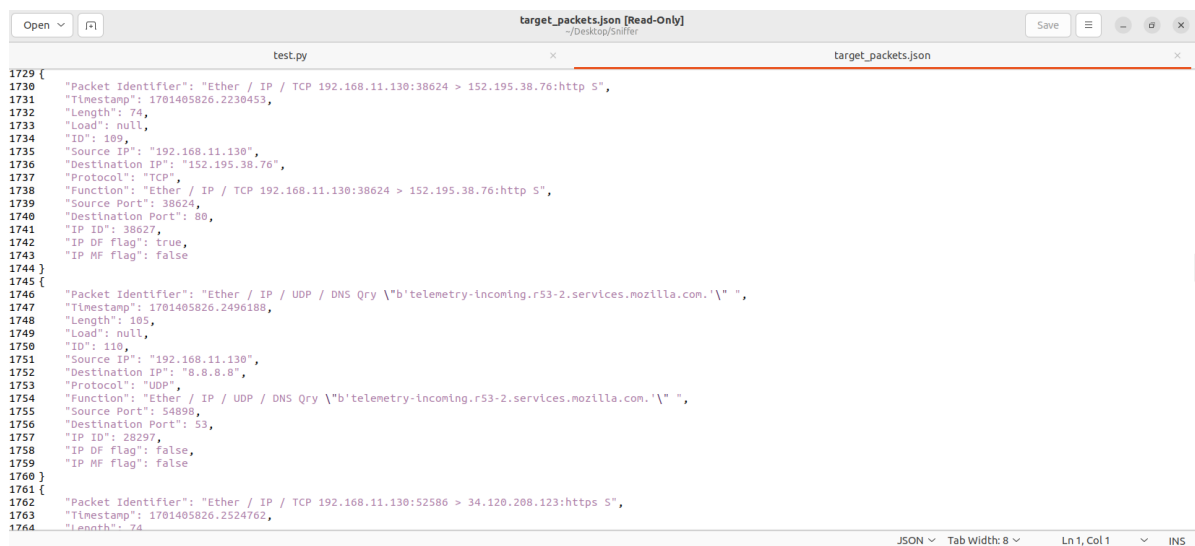 Open
target_packets.json [Read-Only]
~/Desktop/Sniffer
Save
test.py
target_packets.json
1729 {
1730     "Packet Identifier": "Ether / IP / TCP 192.168.11.130:38624 > 152.195.38.76:http S",
1731     "Timestamp": 1701405826.2230453,
1732     "Length": 74,
1733     "Load": null,
1734     "ID": 109,
1735     "Source IP": "192.168.11.130",
1736     "Destination IP": "152.195.38.76",
1737     "Protocol": "TCP",
1738     "Function": "Ether / IP / TCP 192.168.11.130:38624 > 152.195.38.76:http S",
1739     "Source Port": 38624,
1740     "Destination Port": 80,
1741     "IP ID": 38627,
1742     "IP DF flag": true,
1743     "IP MF flag": false
1744 }
1745 {
1746     "Packet Identifier": "Ether / IP / UDP / DNS Qry \"b'telemetry-incoming.r53-2.services.mozilla.com.'\" ",
1747     "Timestamp": 1701405826.2496188,
1748     "Length": 105,
1749     "Load": null,
1750     "ID": 110,
1751     "Source IP": "192.168.11.130",
1752     "Destination IP": "8.8.8.8",
1753     "Protocol": "UDP",
1754     "Function": "Ether / IP / UDP / DNS Qry \"b'telemetry-incoming.r53-2.services.mozilla.com.'\" ",
1755     "Source Port": 54898,
1756     "Destination Port": 53,
1757     "IP ID": 28297,
1758     "IP DF flag": false,
1759     "IP MF flag": false
1760 }
1761 {
1762     "Packet Identifier": "Ether / IP / TCP 192.168.11.130:52586 > 34.120.208.123:https S",
1763     "Timestamp": 1701405826.2524762,
1764     "Length": 74
JSON Tab Width: 8 Ln 1, Col 1 INS